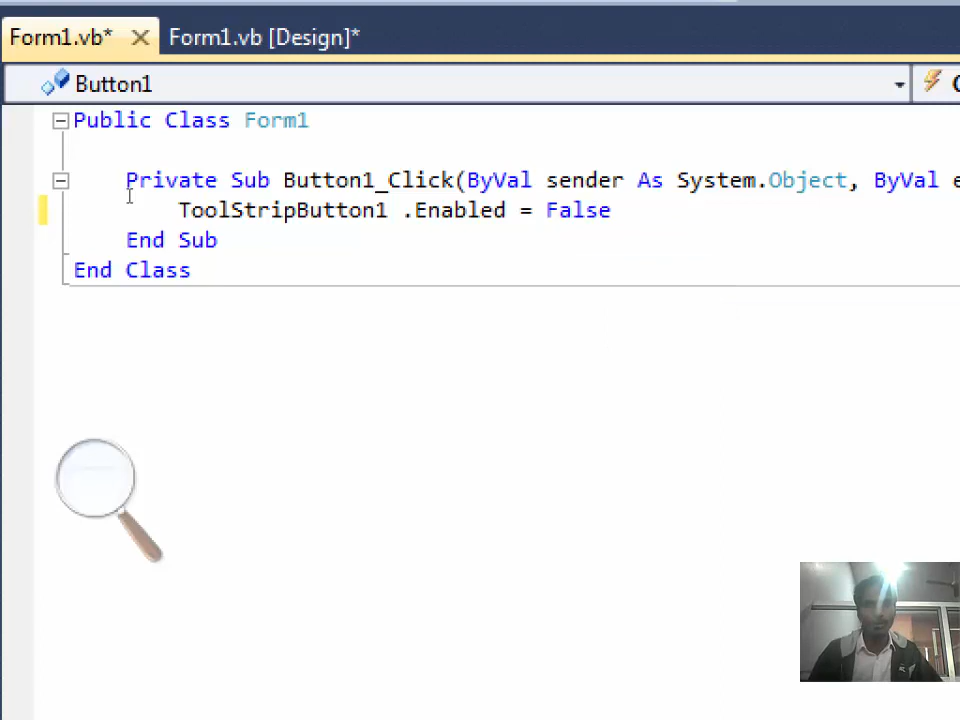 Form1.vb* Form1.vb [Design]*
Button1
Public Class Form1
Private Sub Button1_Click(ByVal sender As System.Object, ByVal e
ToolStripButton1 .Enabled = False
End Sub
End Class